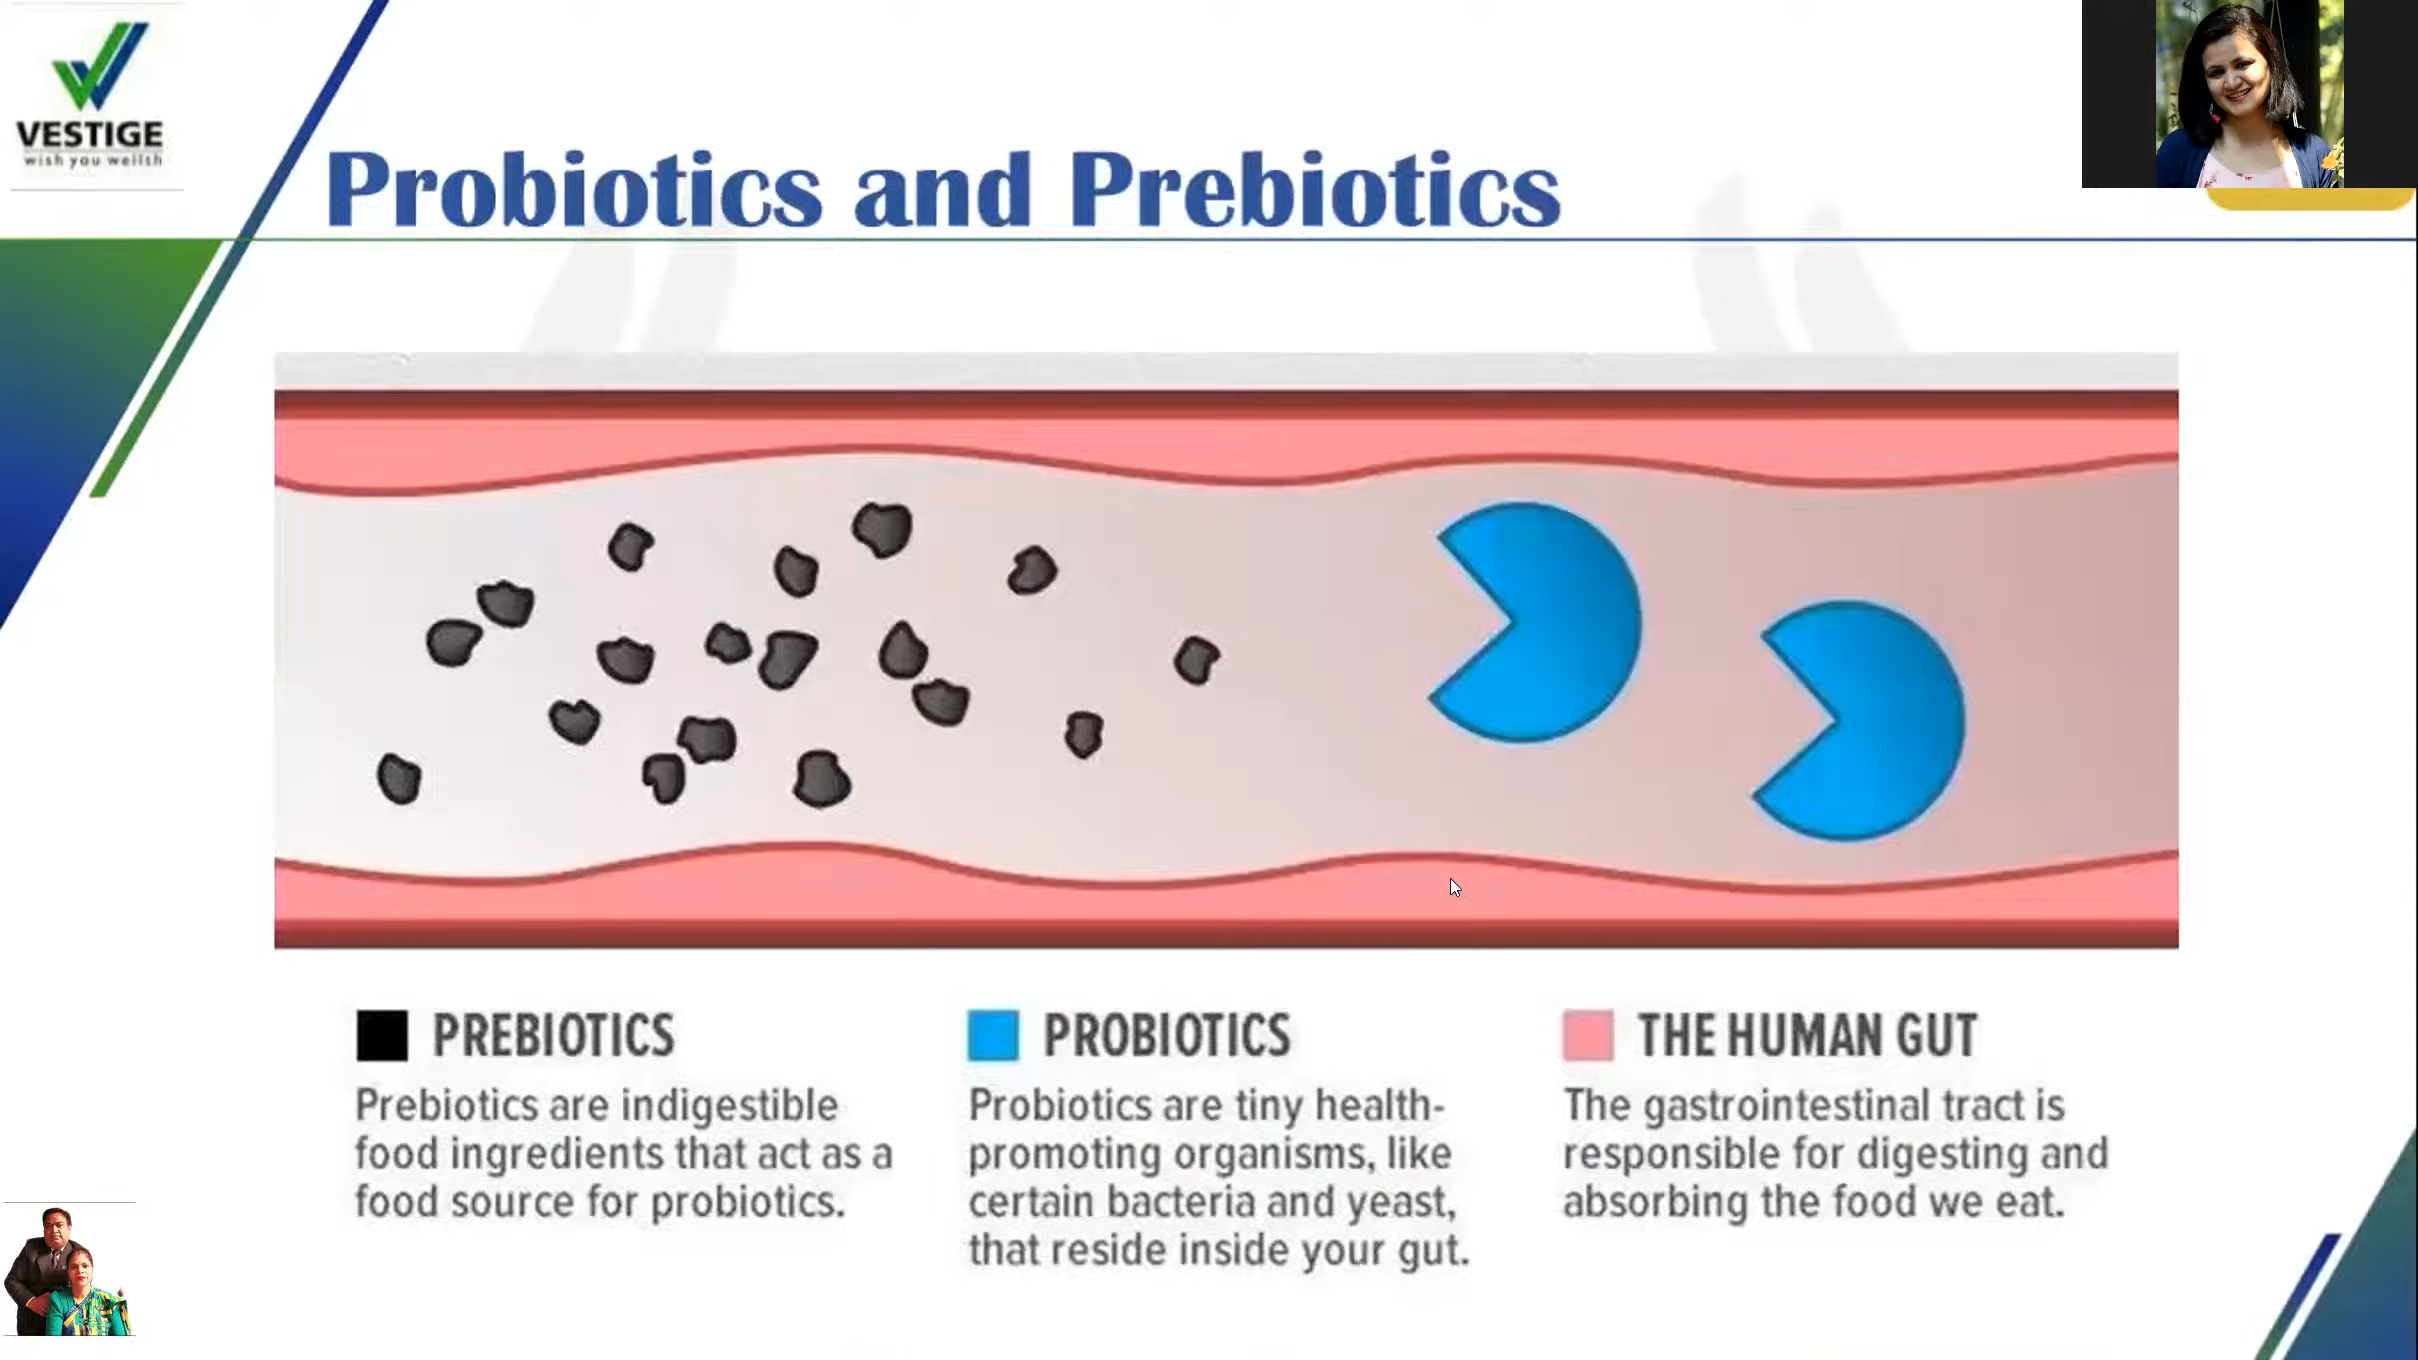 VESTIGE
wish you wellth
Probiotics and Prebiotics
PREBIOTICS
Prebiotics are indigestible
food ingredients that act as a
food source for probiotics.
PROBIOTICS
Probiotics are tiny health-
promoting organisms, like
certain bacteria and yeast,
that reside inside your gut.
THE HUMAN GUT
The gastrointestinal tract is
responsible for digesting and
absorbing the food we eat.